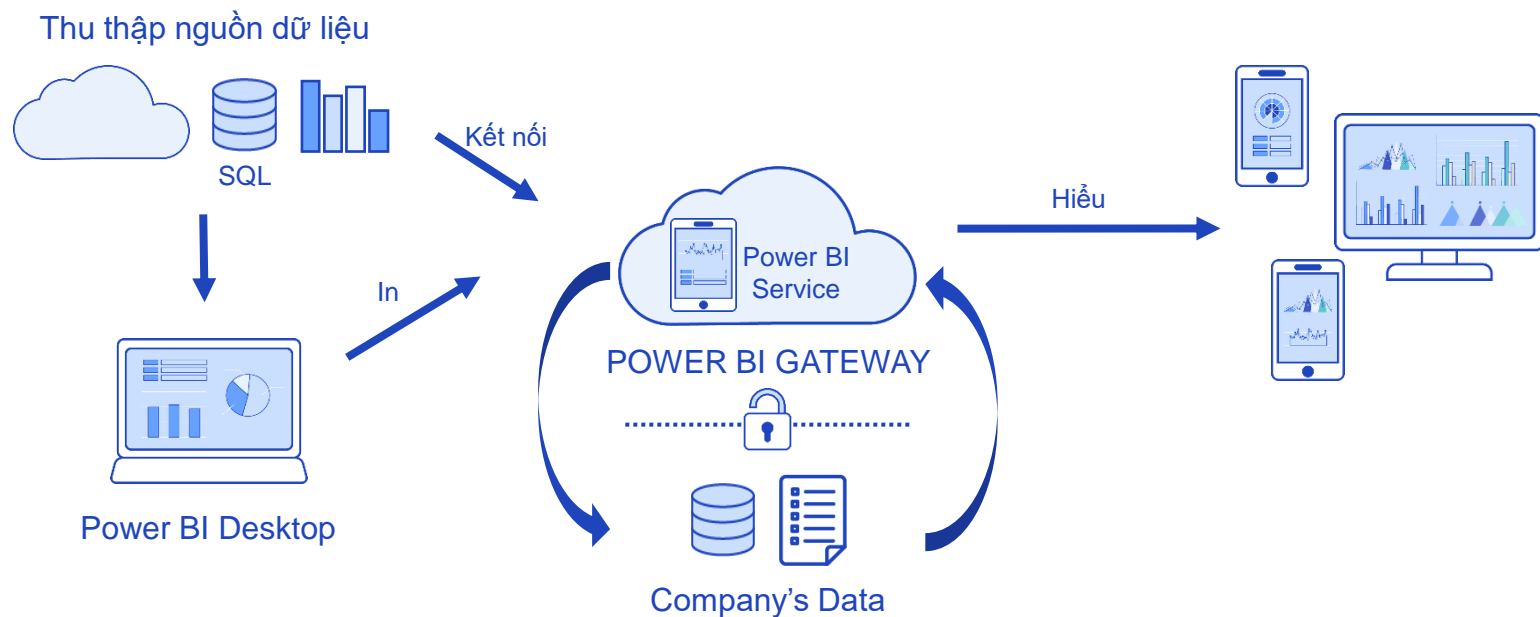 Thu thập nguồn dữ liệu
SQL
Kết nối
Hiểu
Power BI
Service
In
POWER BI GATEWAY
Power BI Desktop
Company’s Data